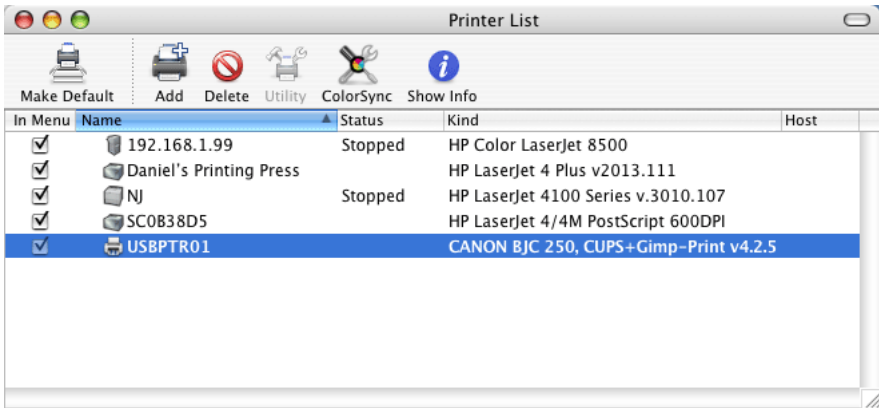 Printer List
Make Default Add Delete Utility ColorSync Show Info
In Menu Name Status Kind Host
192.168.1.99 Stopped HP Color LaserJet 8500
Daniel's Printing Press HP LaserJet 4 Plus v2013.111
NJ Stopped HP LaserJet 4100 Series v.3010.107
SC0B38D5 HP LaserJet 4/4M PostScript 600DPI
USBPTR01 CANON BJC 250, CUPS+Gimp-Print v4.2.5